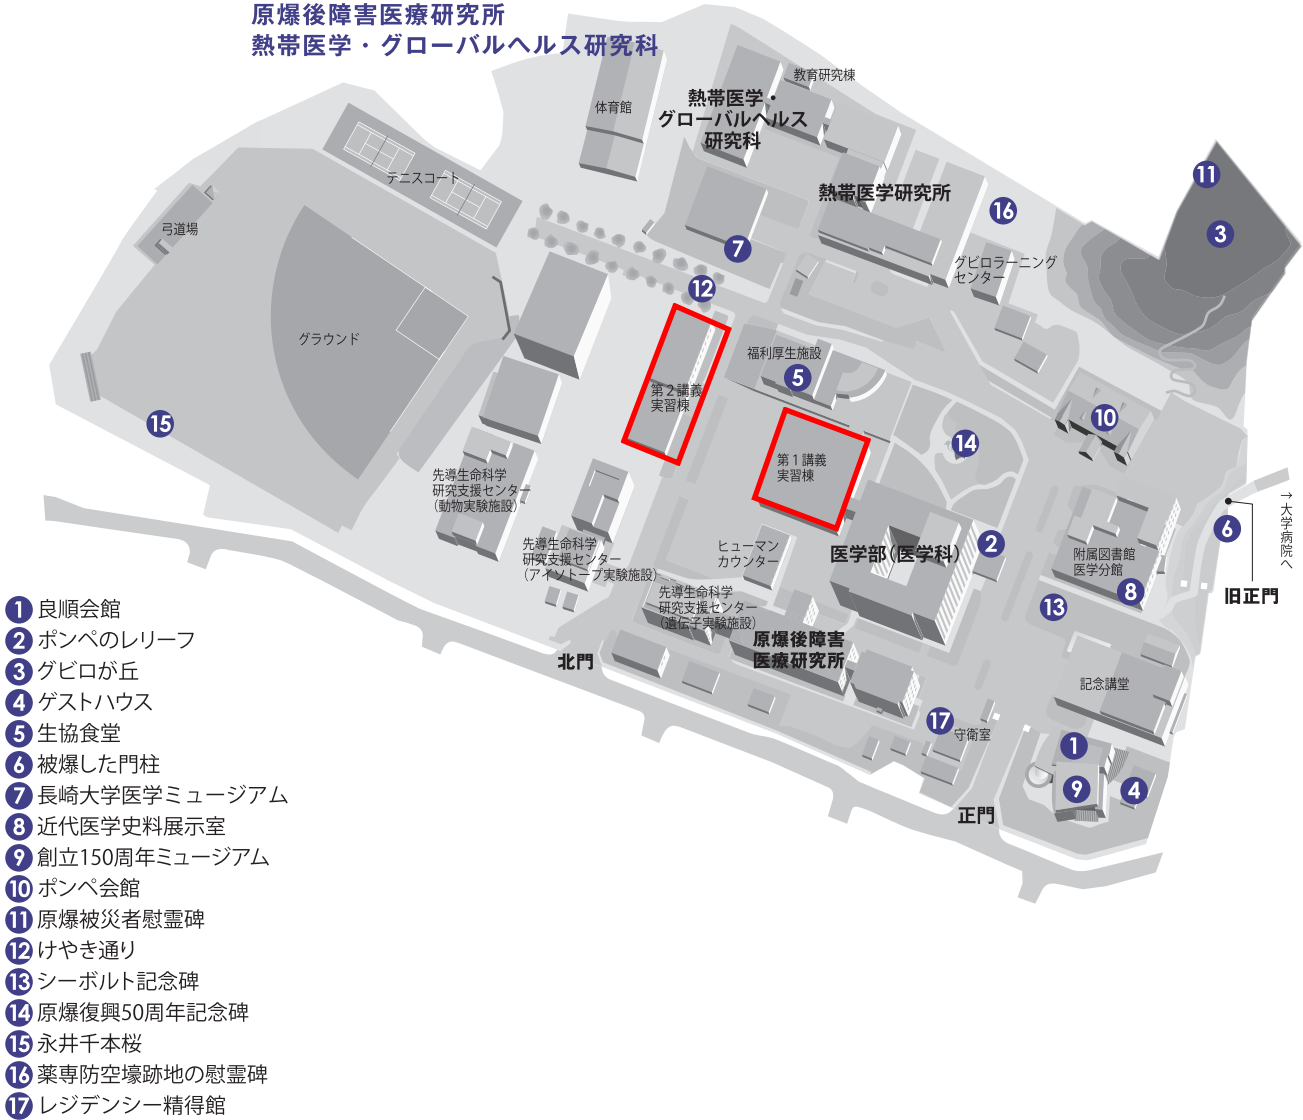 原爆後障害医療研究所
熱帯医学・グローバルヘルス研究科
教育研究棟
体育館
熱帯医学・
グローバルヘルス
研究科
テニスコート
熱帯医学研究所
11
16
3
弓道場
7
グビロラーニング
センター
12
グラウンド
福利厚生施設
5
第2講義
実習棟
10
15
14
第1講義
実習棟
先導生命科学
研究支援センター
(動物実験施設)
→大学病院へ
6
先導生命科学
研究支援センター
(アイソトープ実験施設)
ヒューマン
カウンター
医学部(医学科)
2
附属図書館
医学分館
8
旧正門
先導生命科学
研究支援センター
(遺伝子実験施設)
13
原爆後障害
医療研究所
北門
記念講堂
17
守衛室
1
9
4
正門
1 良順会館
2 ポンペのレリーフ
3 グビロが丘
4 ゲストハウス
5 生協食堂
6 被爆した門柱
7 長崎大学医学ミュージアム
8 近代医学史料展示室
9 創立150周年ミュージアム
10 ポンペ会館
11 原爆被災者慰霊碑
12 けやき通り
13 シーボルト記念碑
14 原爆復興50周年記念碑
15 永井千本桜
16 薬専防空壕跡地の慰霊碑
17 レジデンシー精得館